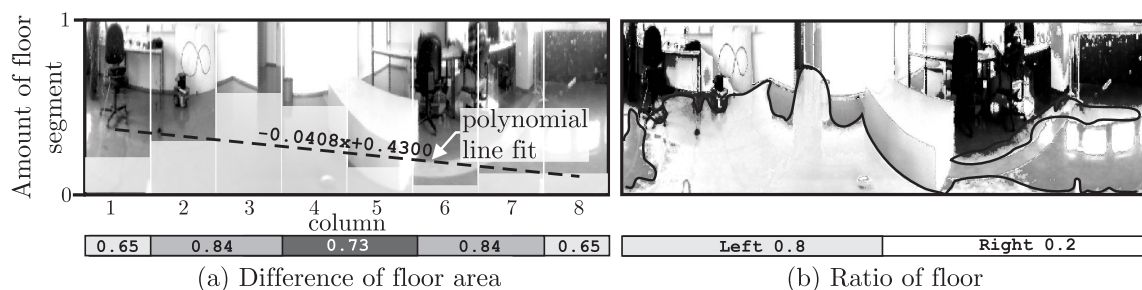 1
Amount of floor
segment
0
-0.0408x+0.4300
polynomial
line fit
1 2 3 4 5 6 7 8
column
0.65 0.84 0.73 0.84 0.65
Left 0.8 Right 0.2
(a) Difference of floor area
(b) Ratio of floor